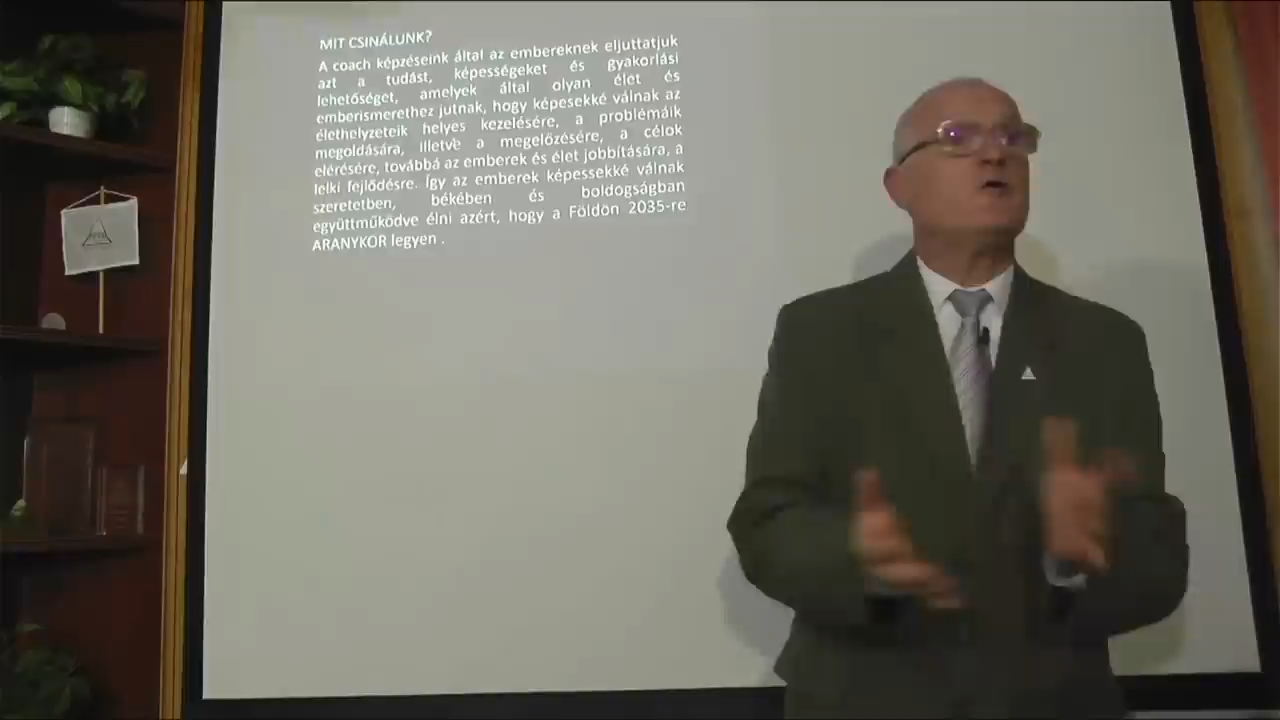 MIT CSINÁLUNK?
A coach képzéseink által az embereknek eljuttatjuk
azt a tudást, képességeket és gyakorlási
lehetőséget, amelyek által olyan élet és
emberismerethez jutnak, hogy képesekké válnak az
élethelyzeteik helyes kezelésére, a problémáik
megoldására, illetve a megelőzésére, a célok
elérésére, továbbá az emberek és élet jobbítására, a
lelki fejlődésre. Így az emberek képessekké válnak
szeretetben, békében és boldogságban
együttműködve élni azért, hogy a Földön 2035-re
ARANYKOR legyen .